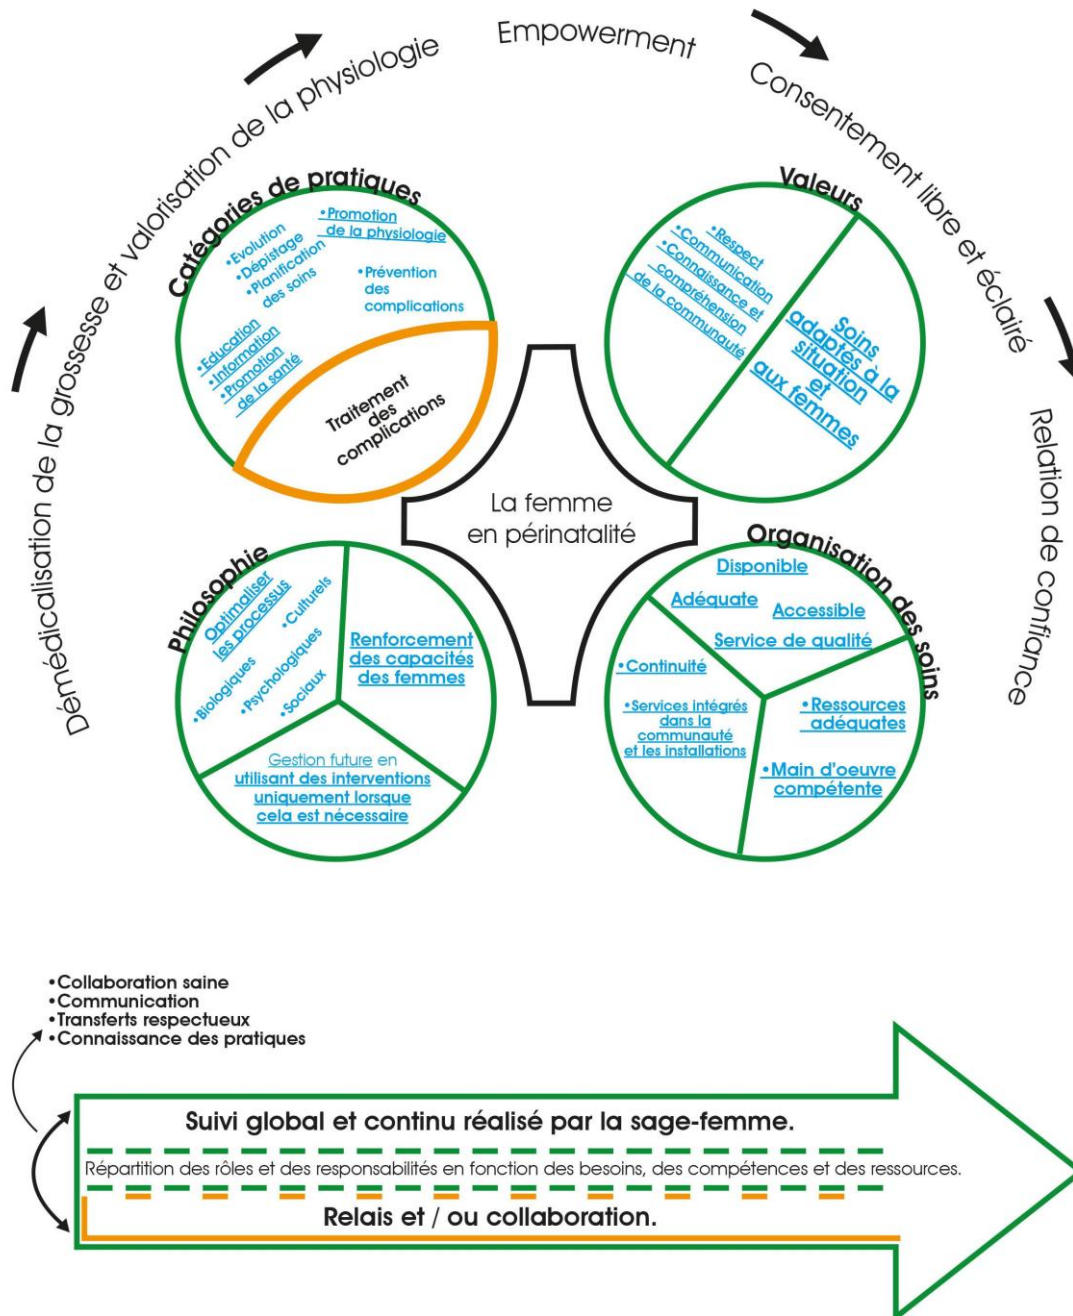 Démédicalisation de la grossesse et valorisation de la physiologie
Empowerment
Consentement libre et éclairé
Relation de confiance
Catégories de pratiques
•Evolution
•Dépistage
•Planification
des soins
•Promotion
de la physiologie
•Prévention
des
complications
•Education
•Information
•Promotion
de la santé
Traitement
des
complications
Valeurs
•Respect
•Communication
•Connaissance et
compréhension
de la communauté
Soins
adaptés à la
situation
et
aux femmes
La femme
en périnatalité
Philosophie
Optimaliser
les processus
•Culturels
•Biologiques
•Psychologiques
•Sociaux
Renforcement
des capacités
des femmes
Gestion future en
utilisant des interventions
uniquement lorsque
cela est nécessaire
Organisation des soins
Disponible
Adéquate
Accessible
Service de qualité
•Continuité
•Services intégrés
dans la
communauté
et les installations
•Ressources
adéquates
•Main d'oeuvre
compétente
•Collaboration saine
•Communication
•Transferts respectueux
•Connaissance des pratiques
Suivi global et continu réalisé par la sage-femme.
Répartition des rôles et des responsabilités en fonction des besoins, des compétences et des ressources.
Relais et / ou collaboration.